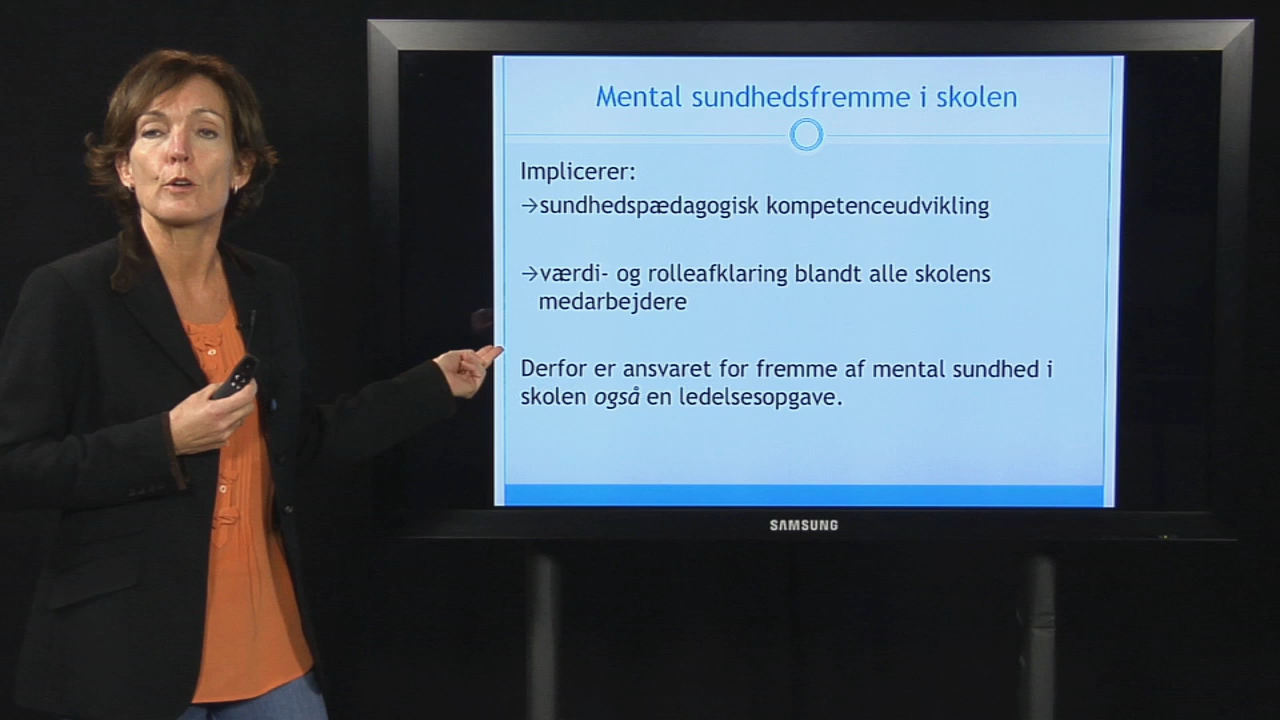 Mental sundhedsfremme i skolen
Implicerer:
→sundhedspædagogisk kompetenceudvikling
→værdi- og rolleafklaring blandt alle skolens
medarbejdere
Derfor er ansvaret for fremme af mental sundhed i
skolen også en ledelsesopgave.
SAMSUNG